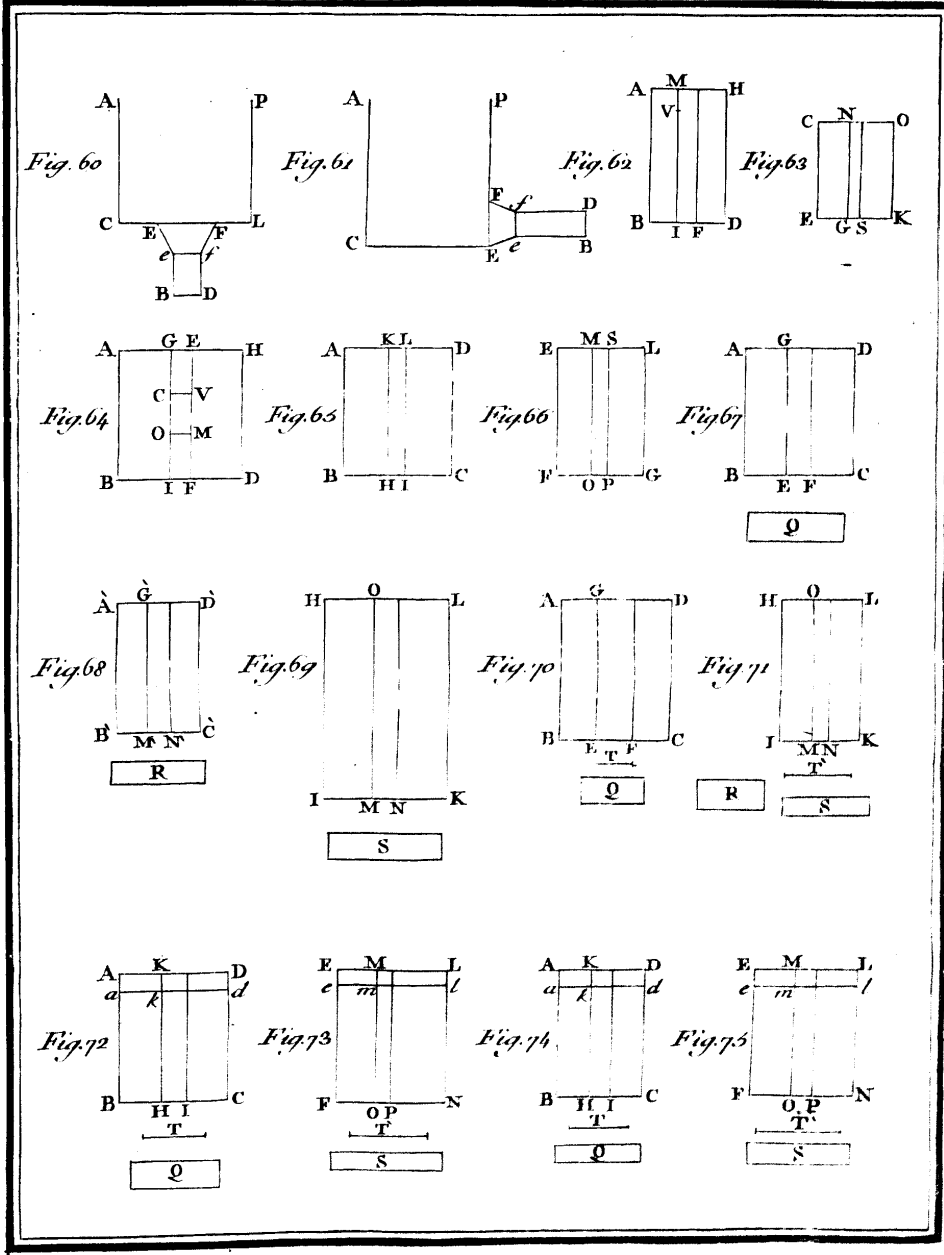 A P A P A M H
V C N O
Fig. 60 Fig. 61 Fig. 62 Fig. 63
F f D
C E F L B I F D E G S K
e f C E e B
B D
A G E H A K L D E M S L A G D
C V
Fig. 64 Fig. 65 Fig. 66 Fig. 67
O M
B I F D B H I C F O P G B E F C
Q
À G̀ D̀ H O L A G D H O L
Fig. 68 Fig. 69 Fig. 70 Fig. 71
B̀ M̀ Ǹ C̀ B E F C I M N K
T T̀
R Q R S
I M N K
S
A K D E M L A K D E M L
a k d e m l a k d e m l
Fig. 72 Fig. 73 Fig. 74 Fig. 75
B H I C F O P N B H I C F O P N
T T̀ T T̀
Q S Q S